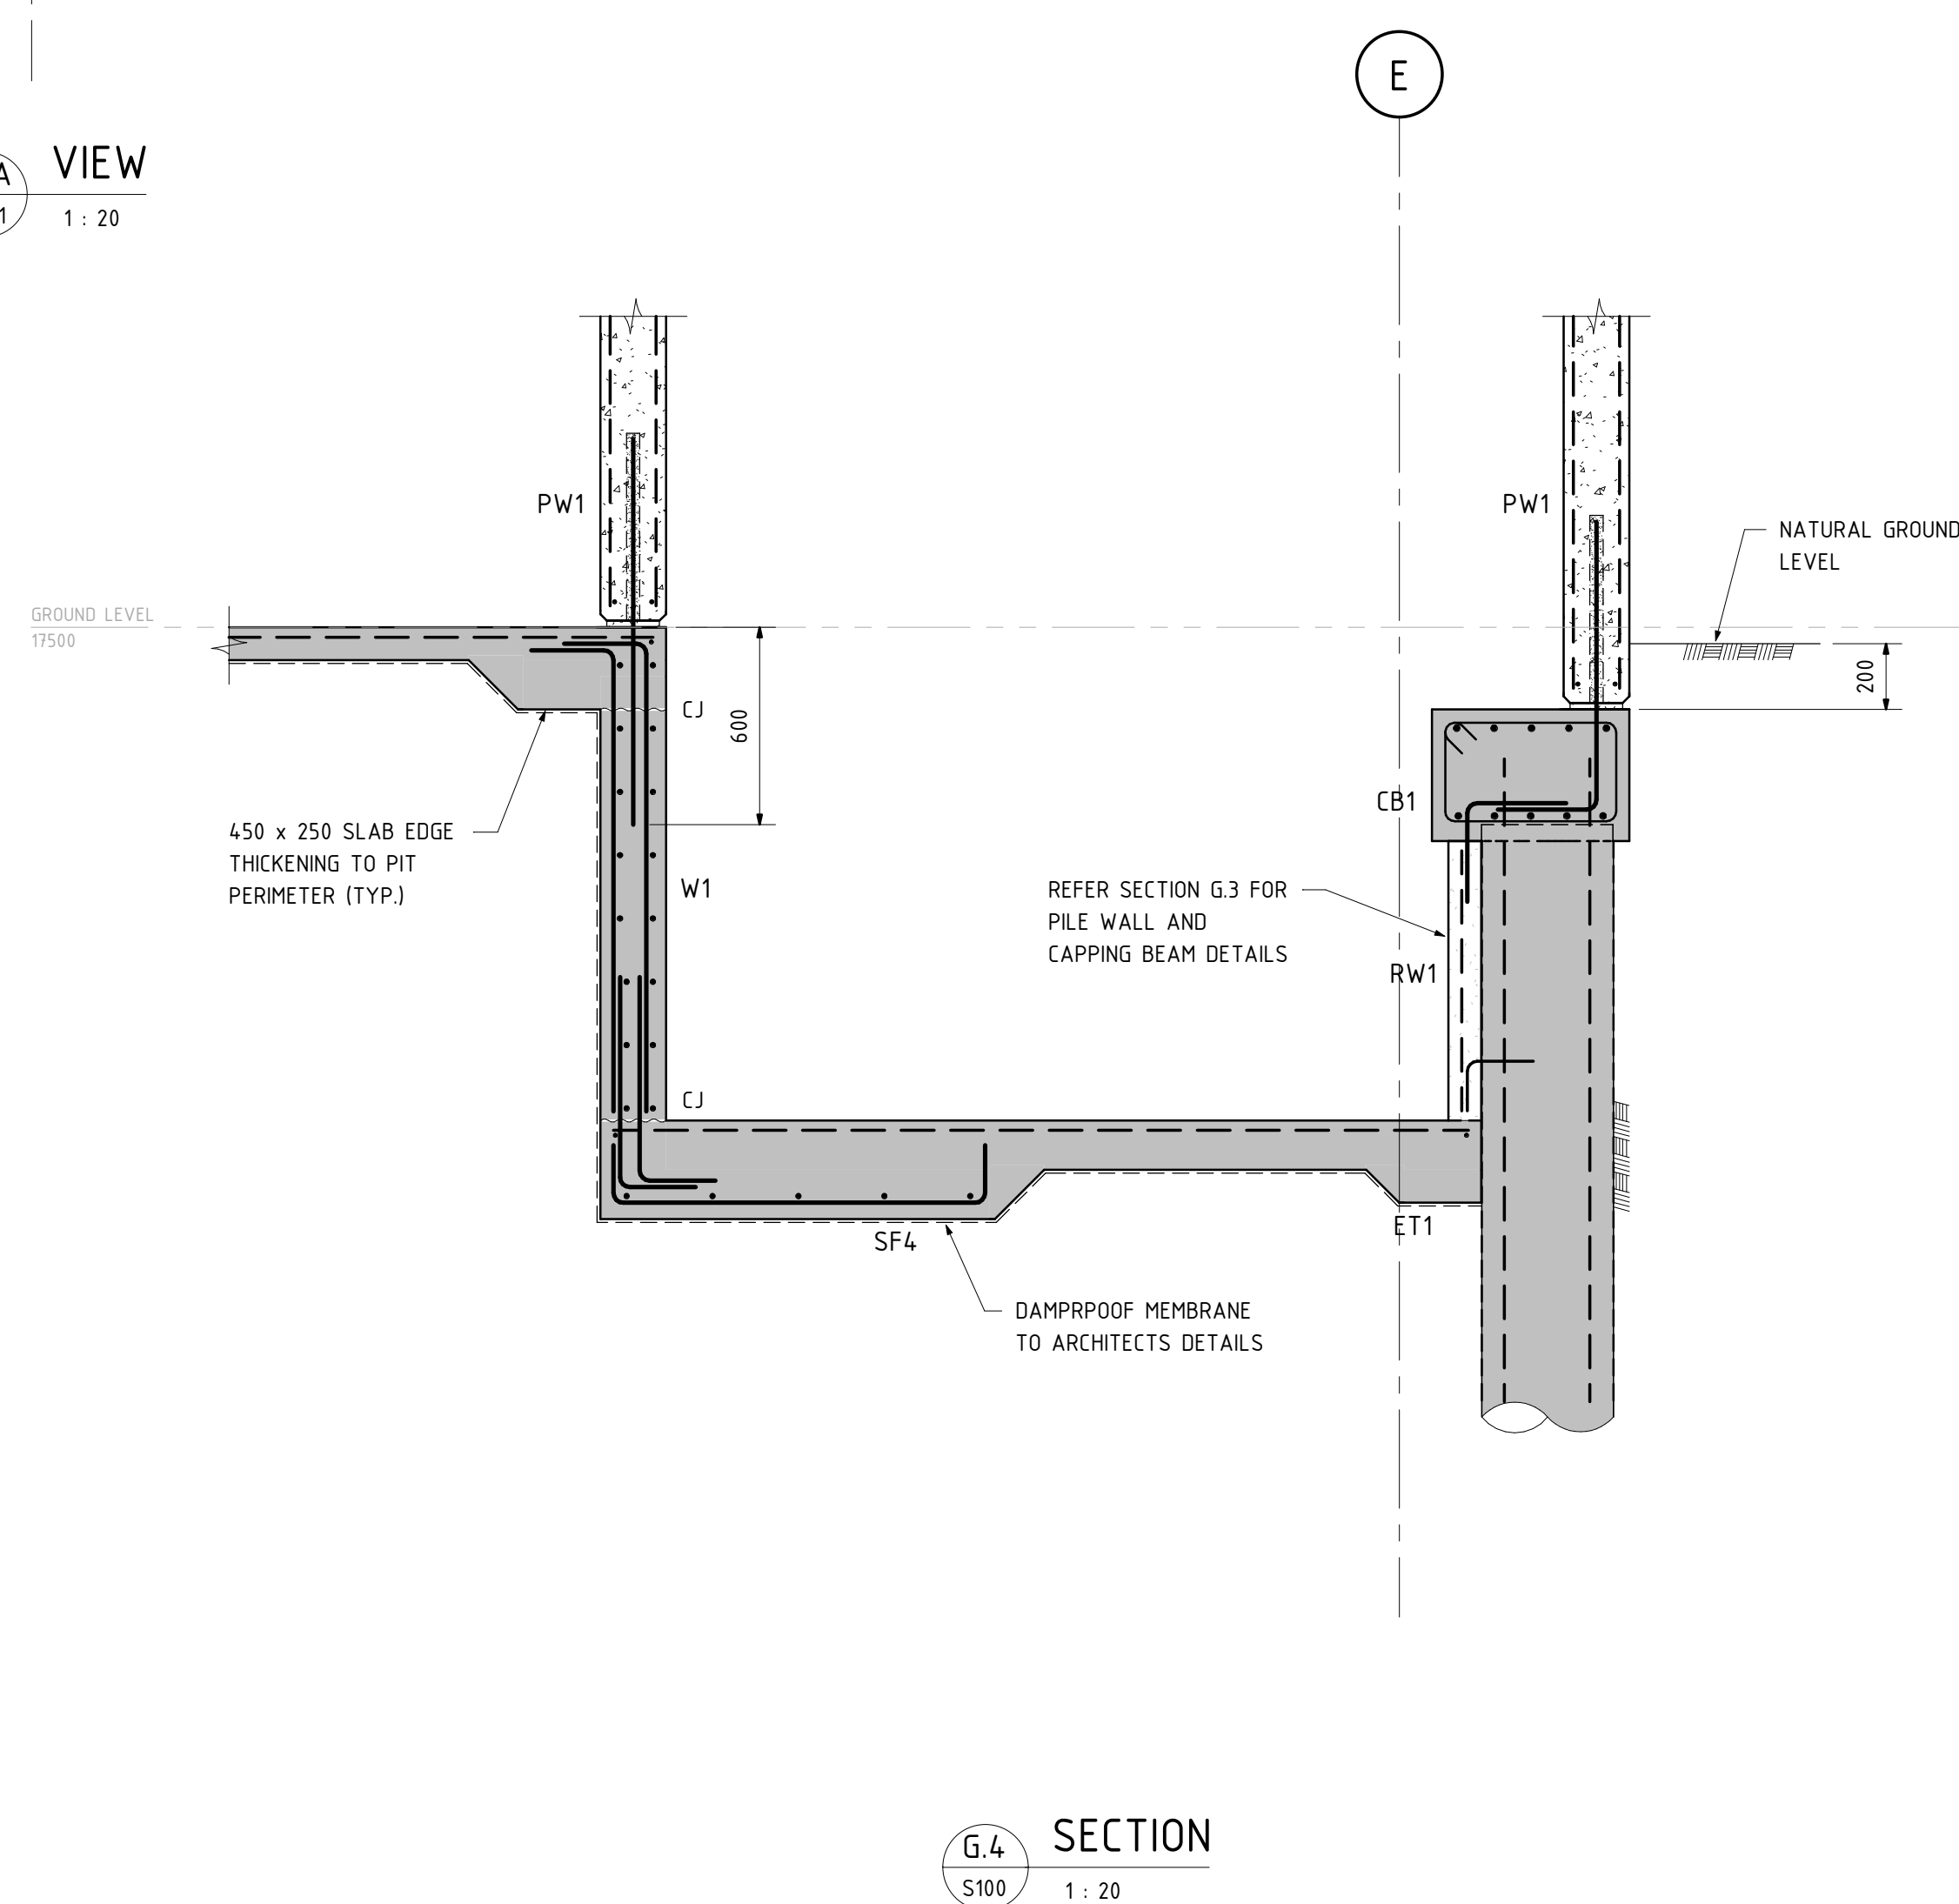 E
A
VIEW
1
1 : 20
PW1
PW1
NATURAL GROUND
LEVEL
GROUND LEVEL
17500
200
CJ
600
450 x 250 SLAB EDGE
THICKENING TO PIT
PERIMETER (TYP.)
CB1
W1
REFER SECTION G.3 FOR
PILE WALL AND
CAPPING BEAM DETAILS
RW1
CJ
ET1
SF4
DAMPRPOOF MEMBRANE
TO ARCHITECTS DETAILS
G.4
SECTION
S100
1 : 20